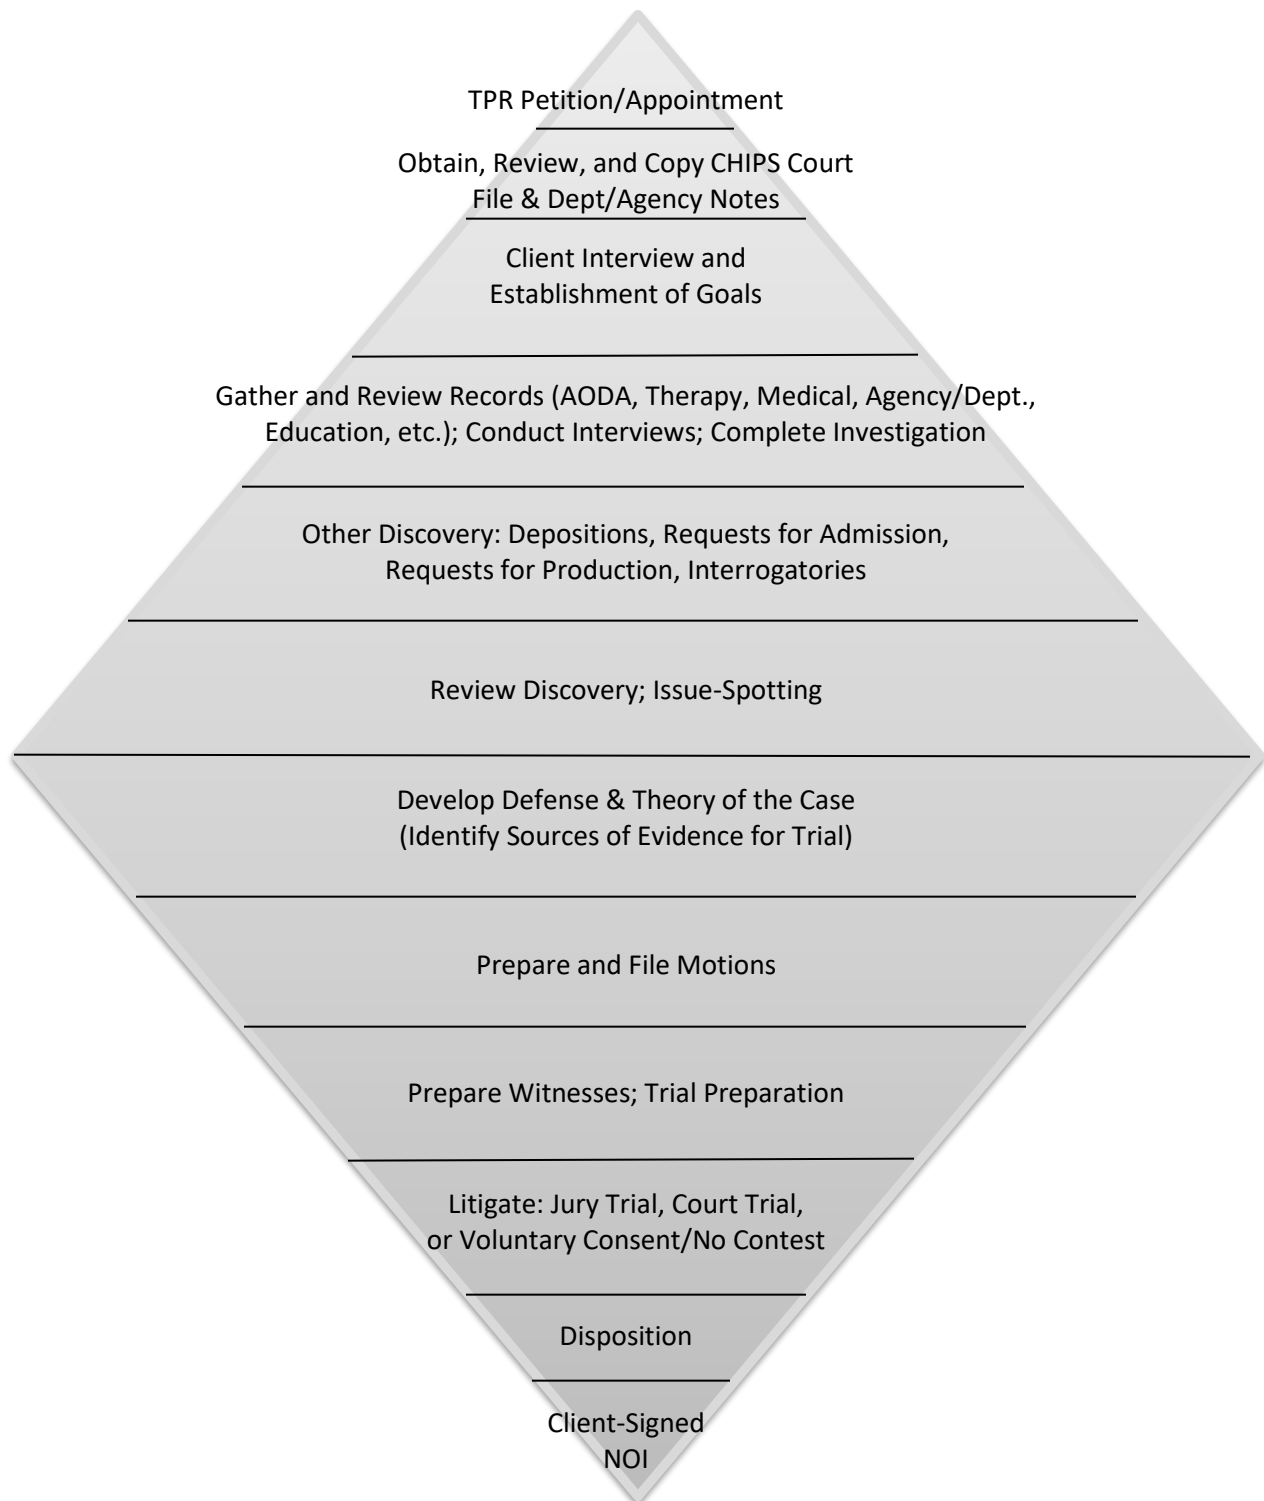 TPR Petition/Appointment
Obtain, Review, and Copy CHIPS Court
File & Dept/Agency Notes
Client Interview and
Establishment of Goals
Gather and Review Records (AODA, Therapy, Medical, Agency/Dept.,
Education, etc.); Conduct Interviews; Complete Investigation
Other Discovery: Depositions, Requests for Admission,
Requests for Production, Interrogatories
Review Discovery; Issue-Spotting
Develop Defense & Theory of the Case
(Identify Sources of Evidence for Trial)
Prepare and File Motions
Prepare Witnesses; Trial Preparation
Litigate: Jury Trial, Court Trial,
or Voluntary Consent/No Contest
Disposition
Client-Signed
NOI